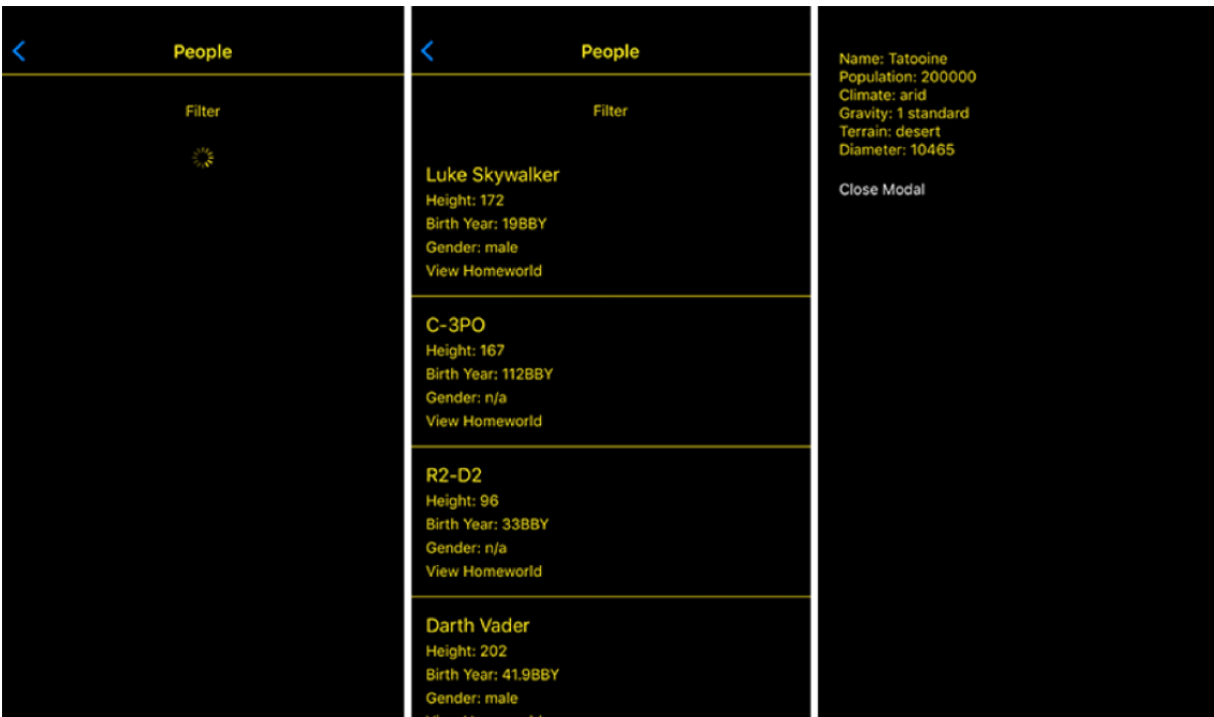 People
Filter
People
Filter
Luke Skywalker
Height: 172
Birth Year: 19BBY
Gender: male
View Homeworld
C-3PO
Height: 167
Birth Year: 112BBY
Gender: n/a
View Homeworld
R2-D2
Height: 96
Birth Year: 33BBY
Gender: n/a
View Homeworld
Darth Vader
Height: 202
Birth Year: 41.9BBY
Gender: male
Name: Tatooine
Population: 200000
Climate: arid
Gravity: 1 standard
Terrain: desert
Diameter: 10465
Close Modal